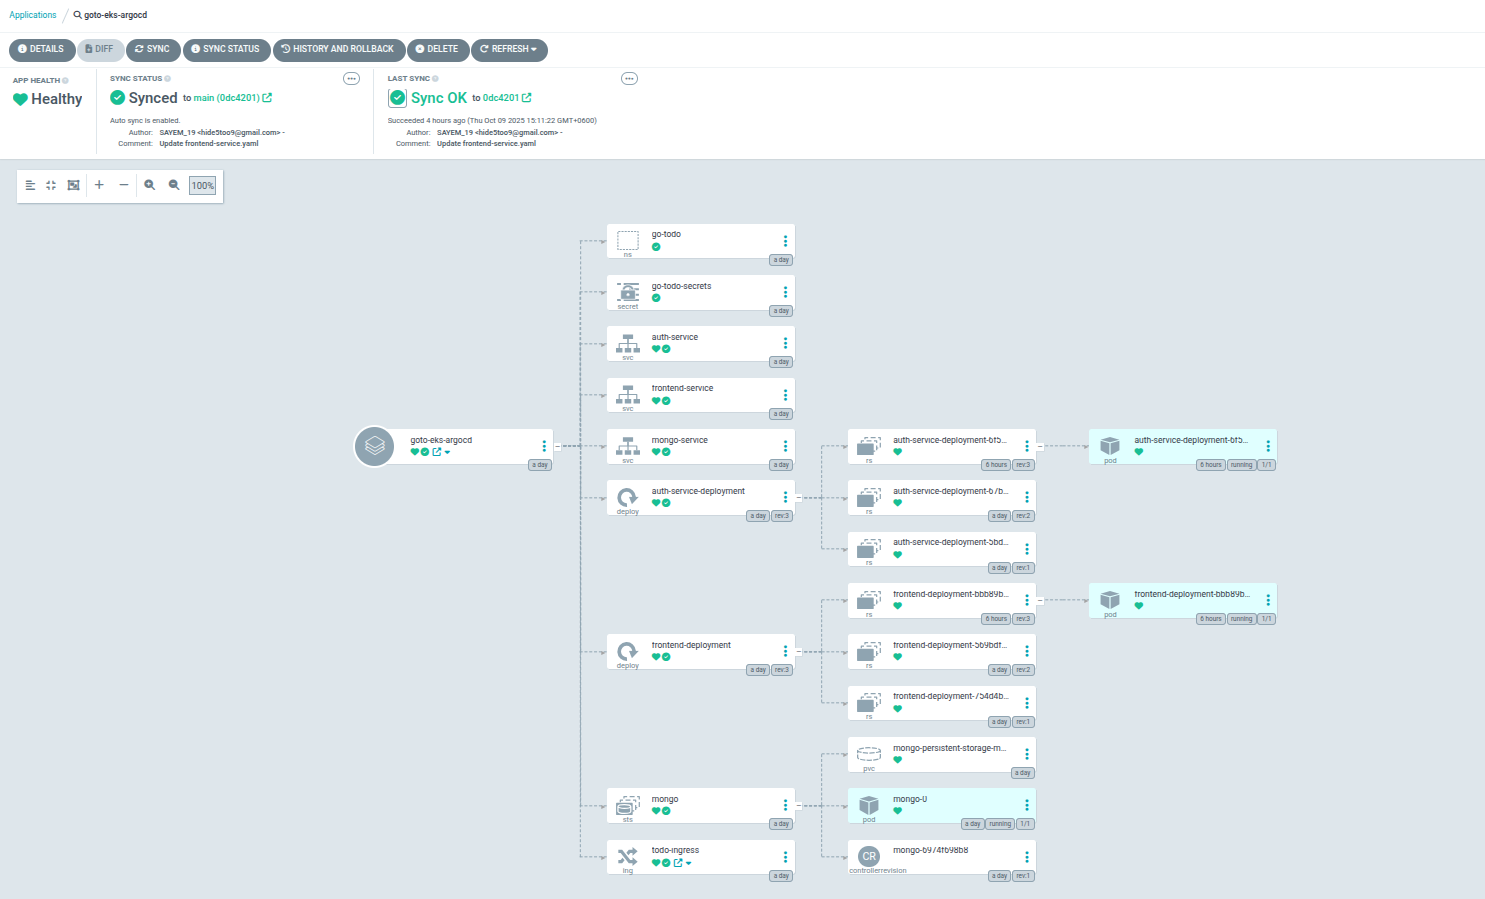 Applications / goto-eks-argocd
DETAILS DIFF SYNC SYNC STATUS HISTORY AND ROLLBACK DELETE REFRESH
APP HEALTH
Healthy
SYNC STATUS
Synced to main (0dc4201)
Auto sync is enabled.
Author: SAYEM_19 <hide5too9@gmail.com> -
Comment: Update frontend-service.yaml
LAST SYNC
Sync OK to 0dc4201
Succeeded 4 hours ago (Thu Oct 09 2025 15:11:22 GMT+0600)
Author: SAYEM_19 <hide5too9@gmail.com> -
Comment: Update frontend-service.yaml
100%
goto-eks-argocd
a day
go-todo
ns
a day
go-todo-secrets
secret
a day
auth-service
svc
a day
frontend-service
svc
a day
mongo-service
svc
a day
auth-service-deployment
deploy
a day rev:3
frontend-deployment
deploy
a day rev:3
mongo
sts
a day
todo-ingress
ing
a day
auth-service-deployment-6f5...
rs
6 hours rev:3
auth-service-deployment-67b...
rs
a day rev:2
auth-service-deployment-5bd...
rs
a day rev:1
frontend-deployment-bbb89b...
rs
6 hours rev:3
frontend-deployment-569bdf...
rs
a day rev:2
frontend-deployment-754d4b...
rs
a day rev:1
mongo-persistent-storage-m...
pvc
a day
mongo-0
pod
a day running 1/1
CR
mongo-6974f698b8
controllerrevision
a day rev:1
auth-service-deployment-6f5...
pod
6 hours running 1/1
frontend-deployment-bbb89b...
pod
6 hours running 1/1